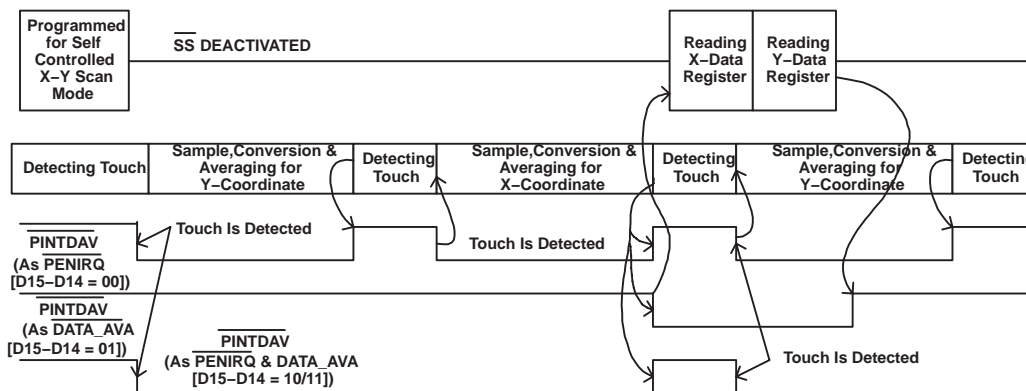 Programmed
for Self
Controlled
X−Y Scan
Mode
SS DEACTIVATED
Reading
X−Data
Register
Reading
Y−Data
Register
Detecting Touch
Sample,Conversion &
Averaging for
Y−Coordinate
Detecting
Touch
Sample,Conversion &
Averaging for
X−Coordinate
Detecting
Touch
Sample,Conversion &
Averaging for
Y−Coordinate
Detecting
Touch
PINTDAV
(As PENIRQ
[D15−D14 = 00])
Touch Is Detected
Touch Is Detected
PINTDAV
(As DATA_AVA
[D15−D14 = 01])
PINTDAV
(As PENIRQ & DATA_AVA
[D15−D14 = 10/11])
Touch Is Detected